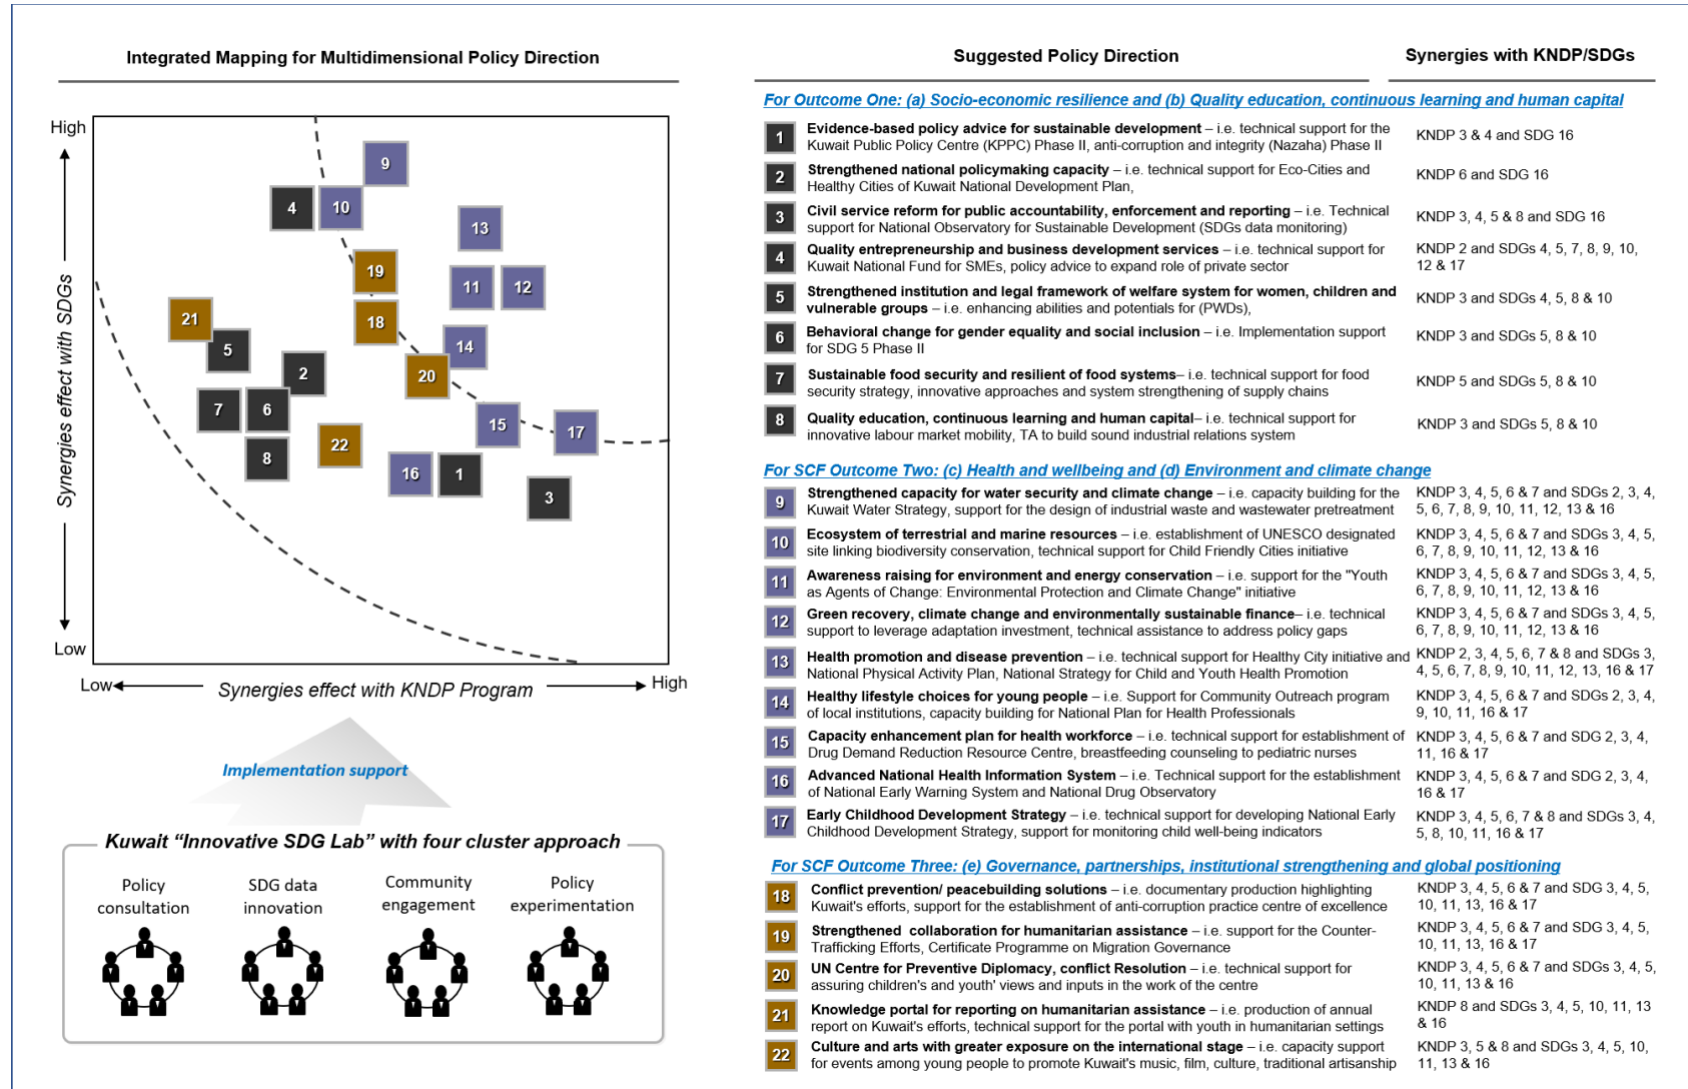 Integrated Mapping for Multidimensional Policy Direction
High
Synergies effect with SDGs
Low
9
4
10
13
19
11
12
21
18
5
14
2
20
7
6
15
17
22
8
16
1
3
Low
Synergies effect with KNDP Program
High
Implementation support
Kuwait “Innovative SDG Lab” with four cluster approach
Policy
consultation
SDG data
innovation
Community
engagement
Policy
experimentation
Suggested Policy Direction
Synergies with KNDP/SDGs
For Outcome One: (a) Socio-economic resilience and (b) Quality education, continuous learning and human capital
1
Evidence-based policy advice for sustainable development – i.e. technical support for the
Kuwait Public Policy Centre (KPPC) Phase II, anti-corruption and integrity (Nazaha) Phase II
KNDP 3 & 4 and SDG 16
2
Strengthened national policymaking capacity – i.e. technical support for Eco-Cities and
Healthy Cities of Kuwait National Development Plan,
KNDP 6 and SDG 16
3
Civil service reform for public accountability, enforcement and reporting – i.e. Technical
support for National Observatory for Sustainable Development (SDGs data monitoring)
KNDP 3, 4, 5 & 8 and SDG 16
4
Quality entrepreneurship and business development services – i.e. technical support for
Kuwait National Fund for SMEs, policy advice to expand role of private sector
KNDP 2 and SDGs 4, 5, 7, 8, 9, 10,
12 & 17
5
Strengthened institution and legal framework of welfare system for women, children and
vulnerable groups – i.e. enhancing abilities and potentials for (PWDs),
KNDP 3 and SDGs 4, 5, 8 & 10
6
Behavioral change for gender equality and social inclusion – i.e. Implementation support
for SDG 5 Phase II
KNDP 3 and SDGs 5, 8 & 10
7
Sustainable food security and resilient of food systems– i.e. technical support for food
security strategy, innovative approaches and system strengthening of supply chains
KNDP 5 and SDGs 5, 8 & 10
8
Quality education, continuous learning and human capital– i.e. technical support for
innovative labour market mobility, TA to build sound industrial relations system
KNDP 3 and SDGs 5, 8 & 10
For SCF Outcome Two: (c) Health and wellbeing and (d) Environment and climate change
9
Strengthened capacity for water security and climate change – i.e. capacity building for the
Kuwait Water Strategy, support for the design of industrial waste and wastewater pretreatment
KNDP 3, 4, 5, 6 & 7 and SDGs 2, 3, 4,
5, 6, 7, 8, 9, 10, 11, 12, 13 & 16
10
Ecosystem of terrestrial and marine resources – i.e. establishment of UNESCO designated
site linking biodiversity conservation, technical support for Child Friendly Cities initiative
KNDP 3, 4, 5, 6 & 7 and SDGs 3, 4, 5,
6, 7, 8, 9, 10, 11, 12, 13 & 16
11
Awareness raising for environment and energy conservation – i.e. support for the "Youth
as Agents of Change: Environmental Protection and Climate Change" initiative
KNDP 3, 4, 5, 6 & 7 and SDGs 3, 4, 5,
6, 7, 8, 9, 10, 11, 12, 13 & 16
12
Green recovery, climate change and environmentally sustainable finance– i.e. technical
support to leverage adaptation investment, technical assistance to address policy gaps
KNDP 3, 4, 5, 6 & 7 and SDGs 3, 4, 5,
6, 7, 8, 9, 10, 11, 12, 13 & 16
13
Health promotion and disease prevention – i.e. technical support for Healthy City initiative and
National Physical Activity Plan, National Strategy for Child and Youth Health Promotion
KNDP 2, 3, 4, 5, 6, 7 & 8 and SDGs 3,
4, 5, 6, 7, 8, 9, 10, 11, 12, 13, 16 & 17
14
Healthy lifestyle choices for young people – i.e. Support for Community Outreach program
of local institutions, capacity building for National Plan for Health Professionals
KNDP 3, 4, 5, 6 & 7 and SDGs 2, 3, 4,
9, 10, 11, 16 & 17
15
Capacity enhancement plan for health workforce – i.e. technical support for establishment of
Drug Demand Reduction Resource Centre, breastfeeding counseling to pediatric nurses
KNDP 3, 4, 5, 6 & 7 and SDG 2, 3, 4,
11, 16 & 17
16
Advanced National Health Information System – i.e. Technical support for the establishment
of National Early Warning System and National Drug Observatory
KNDP 3, 4, 5, 6 & 7 and SDG 2, 3, 4,
16 & 17
17
Early Childhood Development Strategy – i.e. technical support for developing National Early
Childhood Development Strategy, support for monitoring child well-being indicators
KNDP 3, 4, 5, 6, 7 & 8 and SDGs 3, 4,
5, 8, 10, 11, 16 & 17
For SCF Outcome Three: (e) Governance, partnerships, institutional strengthening and global positioning
18
Conflict prevention/ peacebuilding solutions – i.e. documentary production highlighting
Kuwait's efforts, support for the establishment of anti-corruption practice centre of excellence
KNDP 3, 4, 5, 6 & 7 and SDG 3, 4, 5,
10, 11, 13, 16 & 17
19
Strengthened collaboration for humanitarian assistance – i.e. support for the Counter-
Trafficking Efforts, Certificate Programme on Migration Governance
KNDP 3, 4, 5, 6 & 7 and SDG 3, 4, 5,
10, 11, 13, 16 & 17
20
UN Centre for Preventive Diplomacy, conflict Resolution – i.e. technical support for
assuring children's and youth' views and inputs in the work of the centre
KNDP 3, 4, 5, 6 & 7 and SDGs 3, 4, 5,
10, 11, 13 & 16
21
Knowledge portal for reporting on humanitarian assistance – i.e. production of annual
report on Kuwait's efforts, technical support for the portal with youth in humanitarian settings
KNDP 8 and SDGs 3, 4, 5, 10, 11, 13
& 16
22
Culture and arts with greater exposure on the international stage – i.e. capacity support
for events among young people to promote Kuwait's music, film, culture, traditional artisanship
KNDP 3, 5 & 8 and SDGs 3, 4, 5, 10,
11, 13 & 16